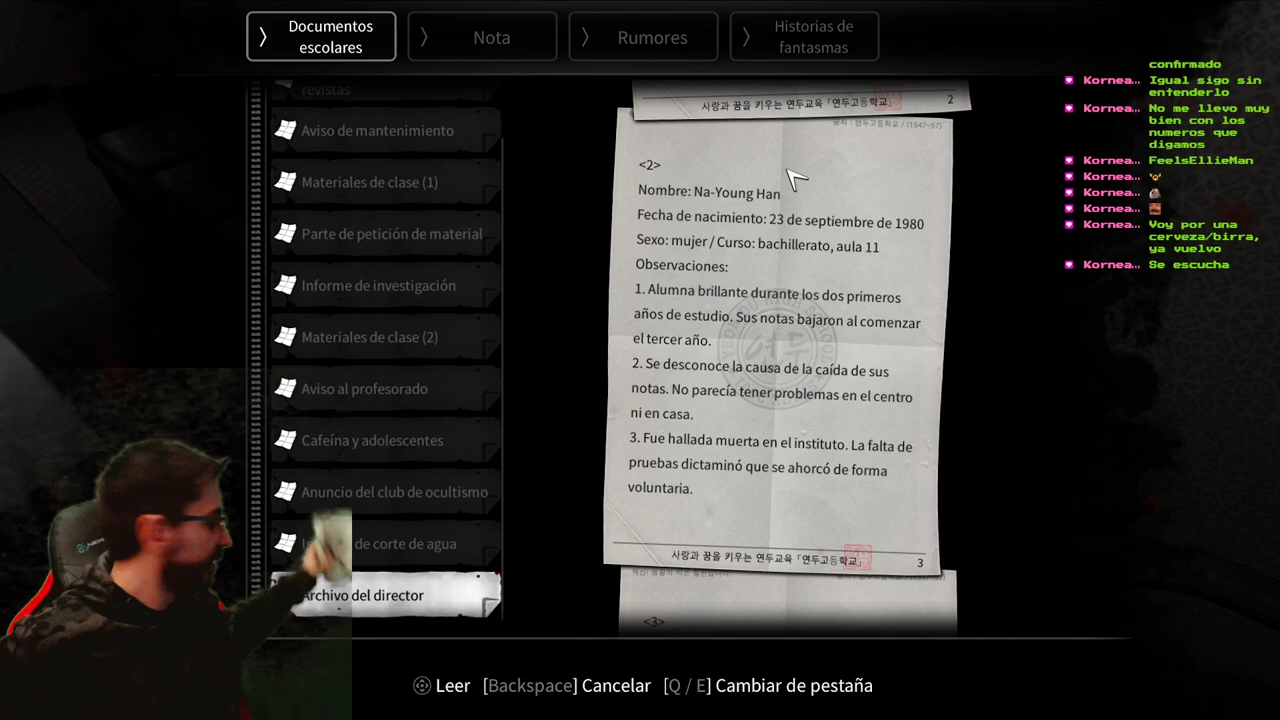 Documentos
escolares
Nota
Rumores
Historias de
fantasmas
revistas
Aviso de mantenimiento
Materiales de clase (1)
Parte de petición de material
Informe de investigación
Materiales de clase (2)
Aviso al profesorado
Cafeína y adolescentes
Anuncio del club de ocultismo
de corte de agua
Archivo del director
사랑과 꿈을 키우는 연두교육 「연두고등학교」
2
공지 : 연두고등학교 / (1547-57)
<2>
Nombre: Na-Young Han
Fecha de nacimiento: 23 de septiembre de 1980
Sexo: mujer / Curso: bachillerato, aula 11
Observaciones:
1. Alumna brillante durante los dos primeros
años de estudio. Sus notas bajaron al comenzar
el tercer año.
2. Se desconoce la causa de la caída de sus
notas. No parecía tener problemas en el centro
ni en casa.
3. Fue hallada muerta en el instituto. La falta de
pruebas dictaminó que se ahorcó de forma
voluntaria.
사랑과 꿈을 키우는 연두교육 「연두고등학교」
3
<3>
confirmado
Kornea... Igual sigo sin
entenderlo
Kornea... No me llevo muy
bien con los
numeros que
digamos
Kornea... FeelsEllieMan
Kornea...
Kornea...
Kornea...
Kornea... Voy por una
cerveza/birra,
ya vuelvo
Kornea... Se escucha
Leer [Backspace] Cancelar [Q / E] Cambiar de pestaña